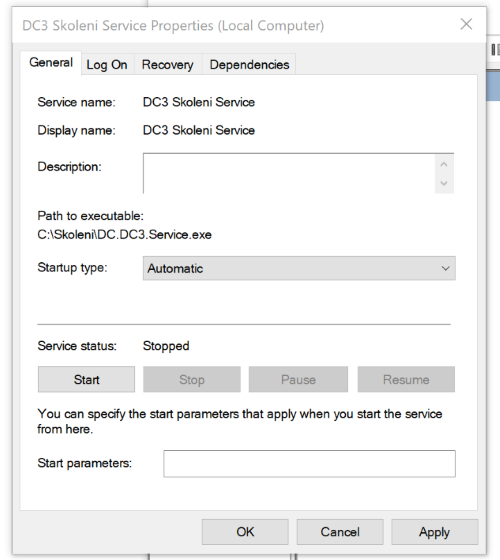 DC3 Skoleni Service Properties (Local Computer)
General Log On Recovery Dependencies
Service name: DC3 Skoleni Service
Display name: DC3 Skoleni Service
Description:
Path to executable:
C:\Skoleni\DC.DC3.Service.exe
Startup type: Automatic
Service status: Stopped
Start Stop Pause Resume
You can specify the start parameters that apply when you start the service
from here.
Start parameters:
OK Cancel Apply